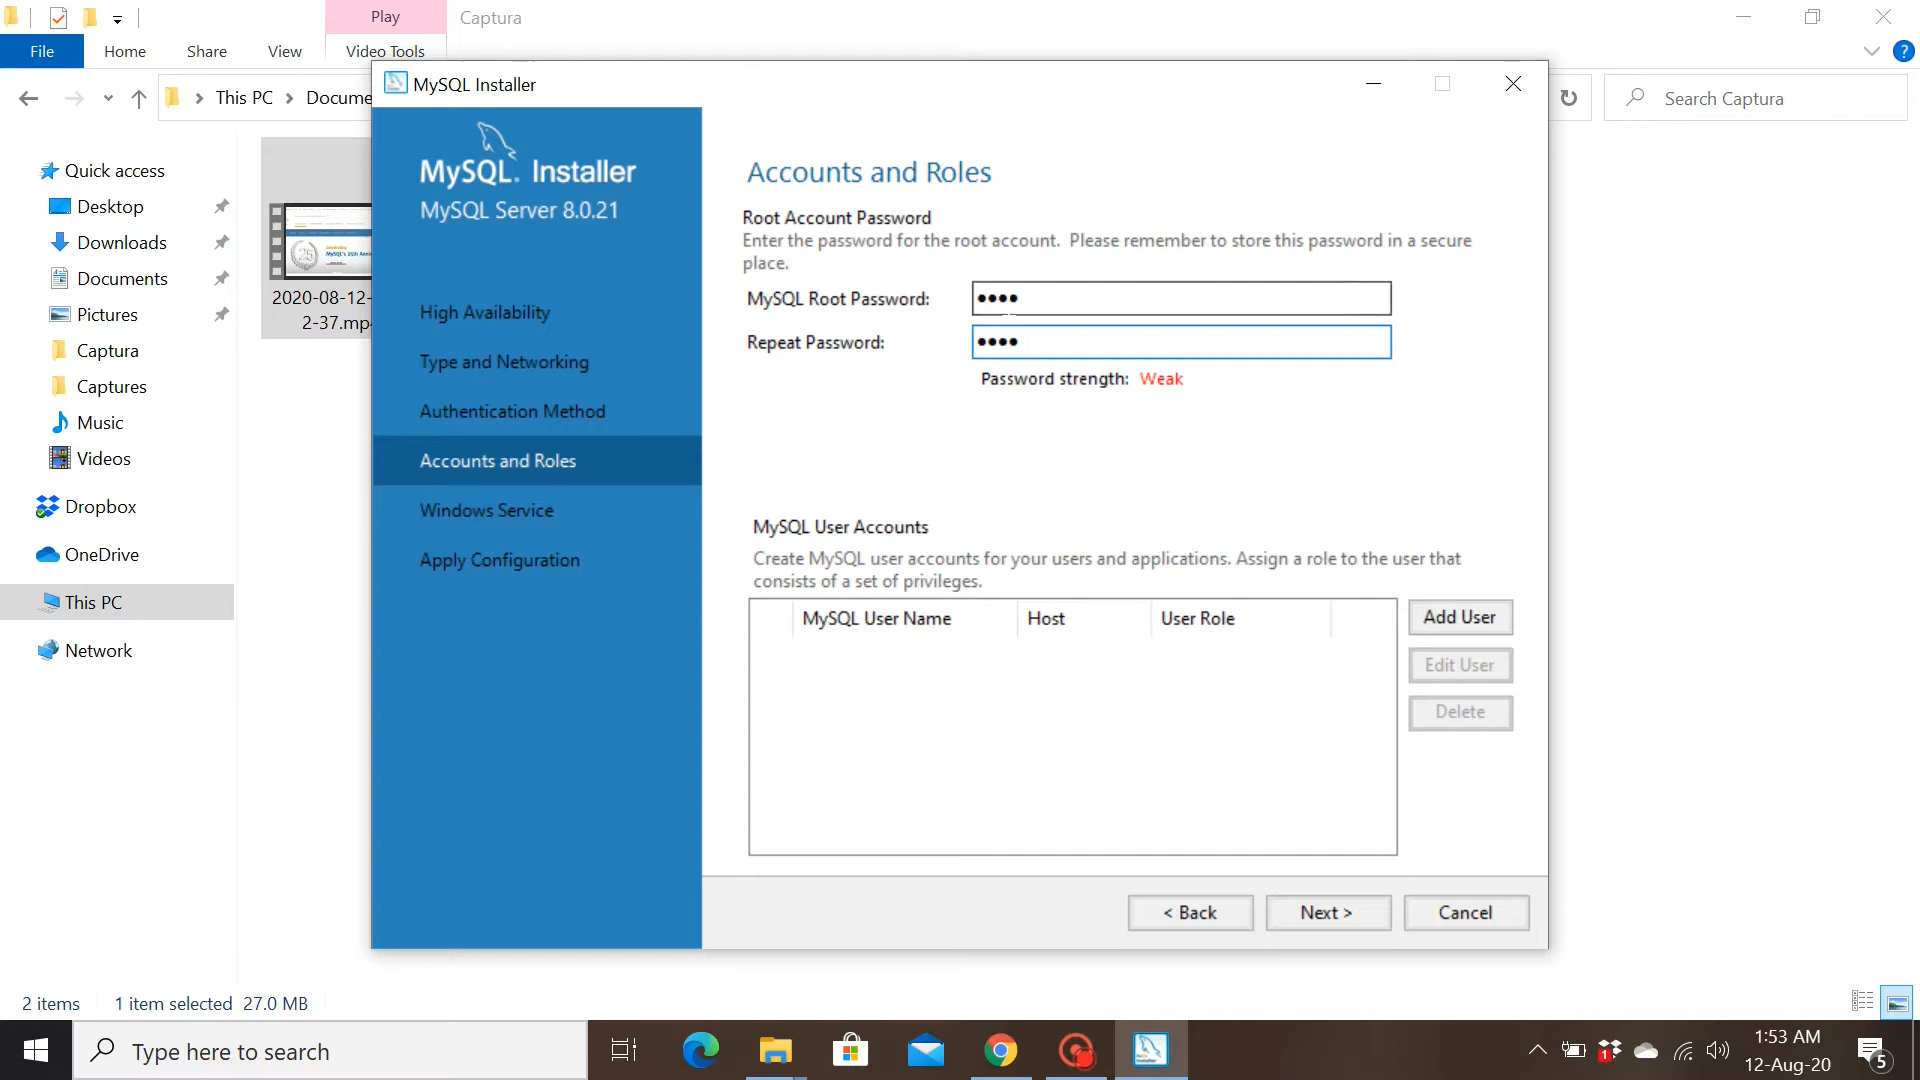 Play
Captura
File
Home
Share
View
Video Tools
?
This PC
Docume
Search Captura
Quick access
Desktop
Downloads
Documents
Pictures
Captura
Captures
Music
Videos
Dropbox
OneDrive
This PC
Network
2020-08-12-
2-37.mp4
MySQL Installer
MySQL. Installer
MySQL Server 8.0.21
High Availability
Type and Networking
Authentication Method
Accounts and Roles
Windows Service
Apply Configuration
Accounts and Roles
Root Account Password
Enter the password for the root account. Please remember to store this password in a secure
place.
MySQL Root Password: ••••
Repeat Password: ••••
Password strength: Weak
MySQL User Accounts
Create MySQL user accounts for your users and applications. Assign a role to the user that
consists of a set of privileges.
MySQL User Name
Host
User Role
Add User
Edit User
Delete
< Back
Next >
Cancel
2 items
1 item selected 27.0 MB
Type here to search
1
1:53 AM
12-Aug-20
5